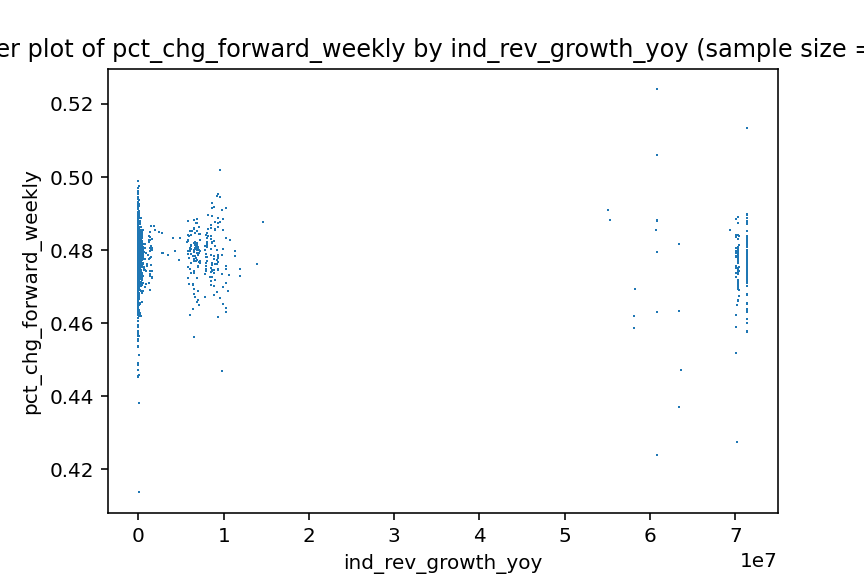 plot of pct_chg_forward_weekly by ind_rev_growth_yoy (sample size =
0.52
0.50
0.48
0.46
0.44
0.42
pct_chg_forward_weekly
0 1 2 3 4 5 6 7
1e7
ind_rev_growth_yoy